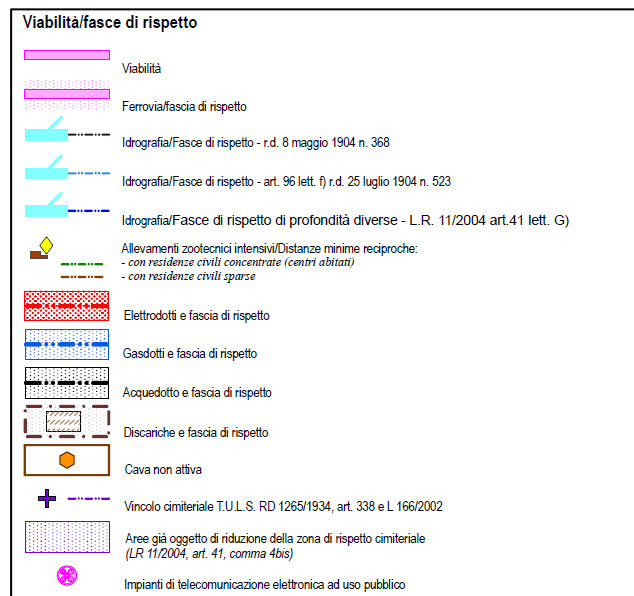 Viabilità/fasce di rispetto
Viabilità
Ferrovia/fascia di rispetto
Idrografia/Fasce di rispetto - r.d. 8 maggio 1904 n. 368
Idrografia/Fasce di rispetto - art. 96 lett. f) r.d. 25 luglio 1904 n. 523
Idrografia/Fasce di rispetto di profondità diverse - L.R. 11/2004 art.41 lett. G)
Allevamenti zootecnici intensivi/Distanze minime reciproche:
- con residenze civili concentrate (centri abitati)
- con residenze civili sparse
Elettrodotti e fascia di rispetto
Gasdotti e fascia di rispetto
Acquedotto e fascia di rispetto
Discariche e fascia di rispetto
Cava non attiva
Vincolo cimiteriale T.U.L.S. RD 1265/1934, art. 338 e L 166/2002
Aree già oggetto di riduzione della zona di rispetto cimiteriale
(LR 11/2004, art. 41, comma 4bis)
Impianti di telecomunicazione elettronica ad uso pubblico